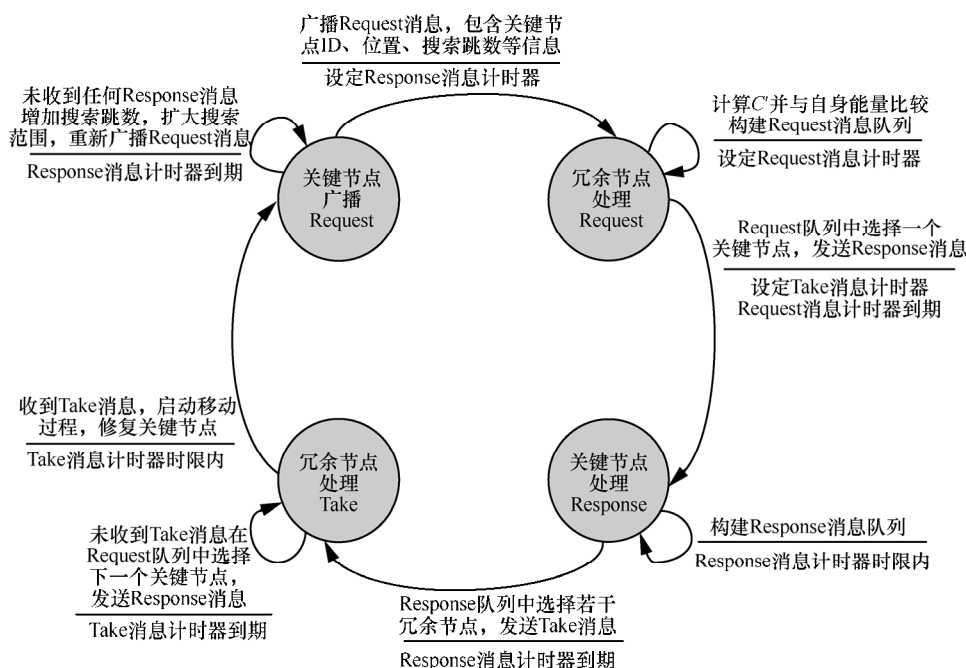 广播Request消息，包含关键节
点ID、位置、搜索跳数等信息
设定Response消息计时器
未收到任何Response消息
增加搜索跳数，扩大搜索
范围，重新广播Request消息
Response消息计时器到期
关键节点
广播
Request
冗余节点
处理
Request
计算C′并与自身能量比较
构建Request消息队列
设定Request消息计时器
Request队列中选择一个
关键节点，发送Response消息
设定Take消息计时器
Request消息计时器到期
收到Take消息，启动移动
过程，修复关键节点
Take消息计时器时限内
冗余节点
处理
Take
关键节点
处理
Response
未收到Take消息在
Request队列中选择
下一个关键节点，
发送Response消息
Take消息计时器到期
构建Response消息队列
Response消息计时器时限内
Response队列中选择若干
冗余节点，发送Take消息
Response消息计时器到期